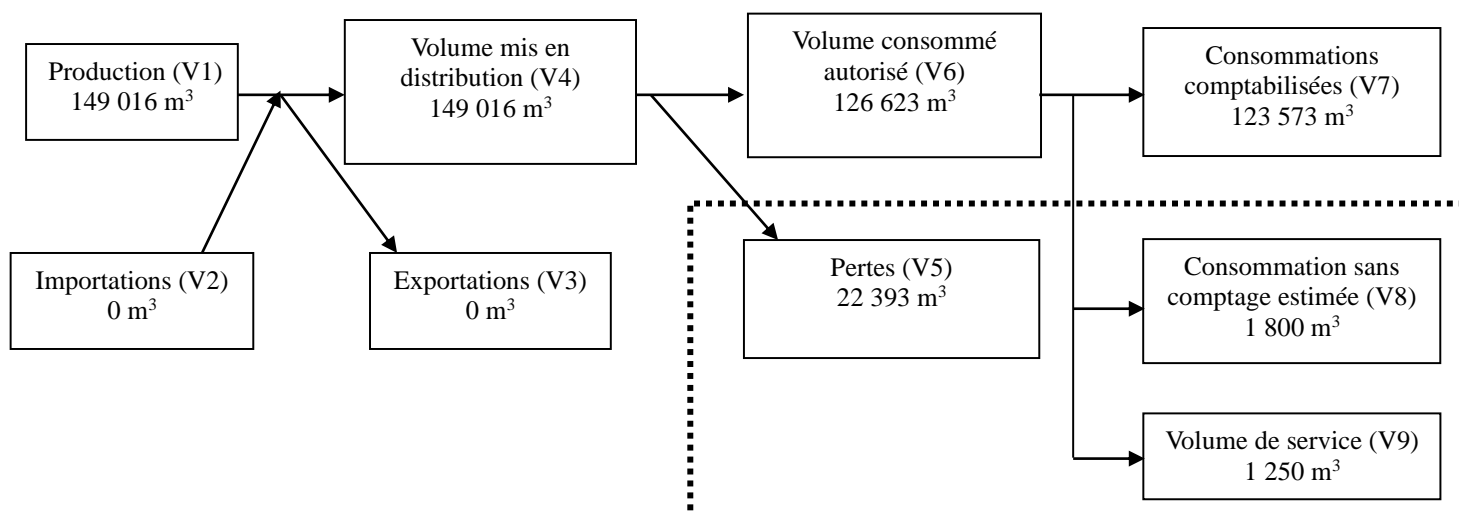 Production (V1)
149 016 m³
Volume mis en
distribution (V4)
149 016 m³
Volume consommé
autorisé (V6)
126 623 m³
Consommations
comptabilisées (V7)
123 573 m³
Importations (V2)
0 m³
Exportations (V3)
0 m³
Pertes (V5)
22 393 m³
Consommation sans
comptage estimée (V8)
1 800 m³
Volume de service (V9)
1 250 m³